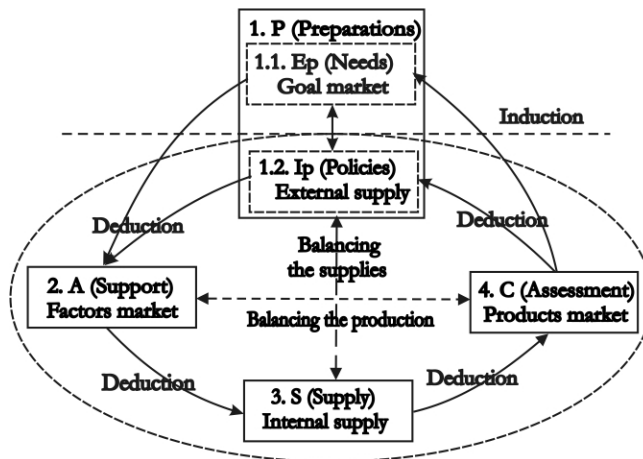 1. P (Preparations)
1.1. Ep (Needs)
Goal market
Induction
1.2. Ip (Policies)
External supply
Deduction
Deduction
Balancing
the supplies
2. A (Support)
Factors market
4. C (Assessment)
Products market
Balancing the production
Deduction
Deduction
3. S (Supply)
Internal supply